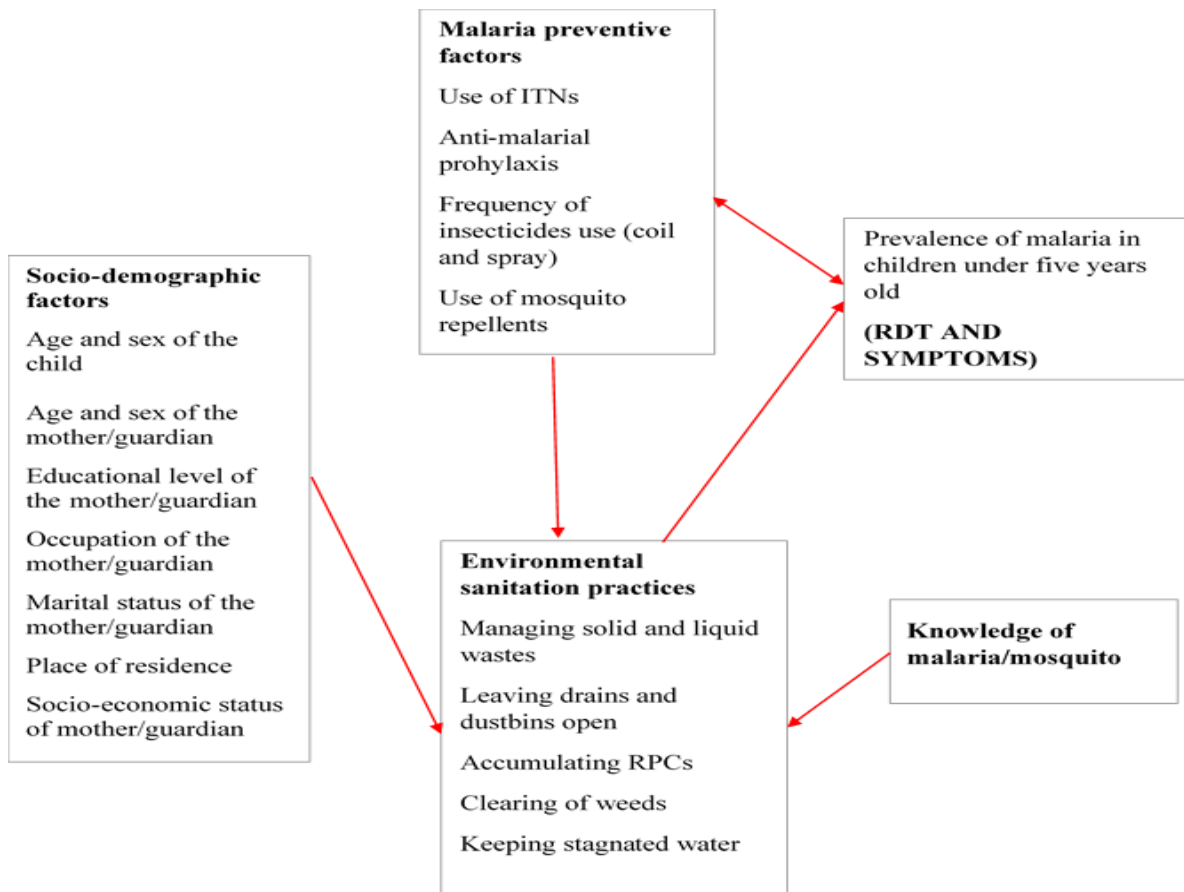 Malaria preventive
factors
Use of ITNs
Anti-malarial
prohylaxis
Frequency of
insecticides use (coil
and spray)
Use of mosquito
repellents
Prevalence of malaria in
children under five years
old
(RDT AND
SYMPTOMS)
Socio-demographic
factors
Age and sex of the
child
Age and sex of the
mother/guardian
Educational level of
the mother/guardian
Occupation of the
mother/guardian
Marital status of the
mother/guardian
Place of residence
Socio-economic status
of mother/guardian
Environmental
sanitation practices
Managing solid and liquid
wastes
Leaving drains and
dustbins open
Accumulating RPCs
Clearing of weeds
Keeping stagnated water
Knowledge of
malaria/mosquito